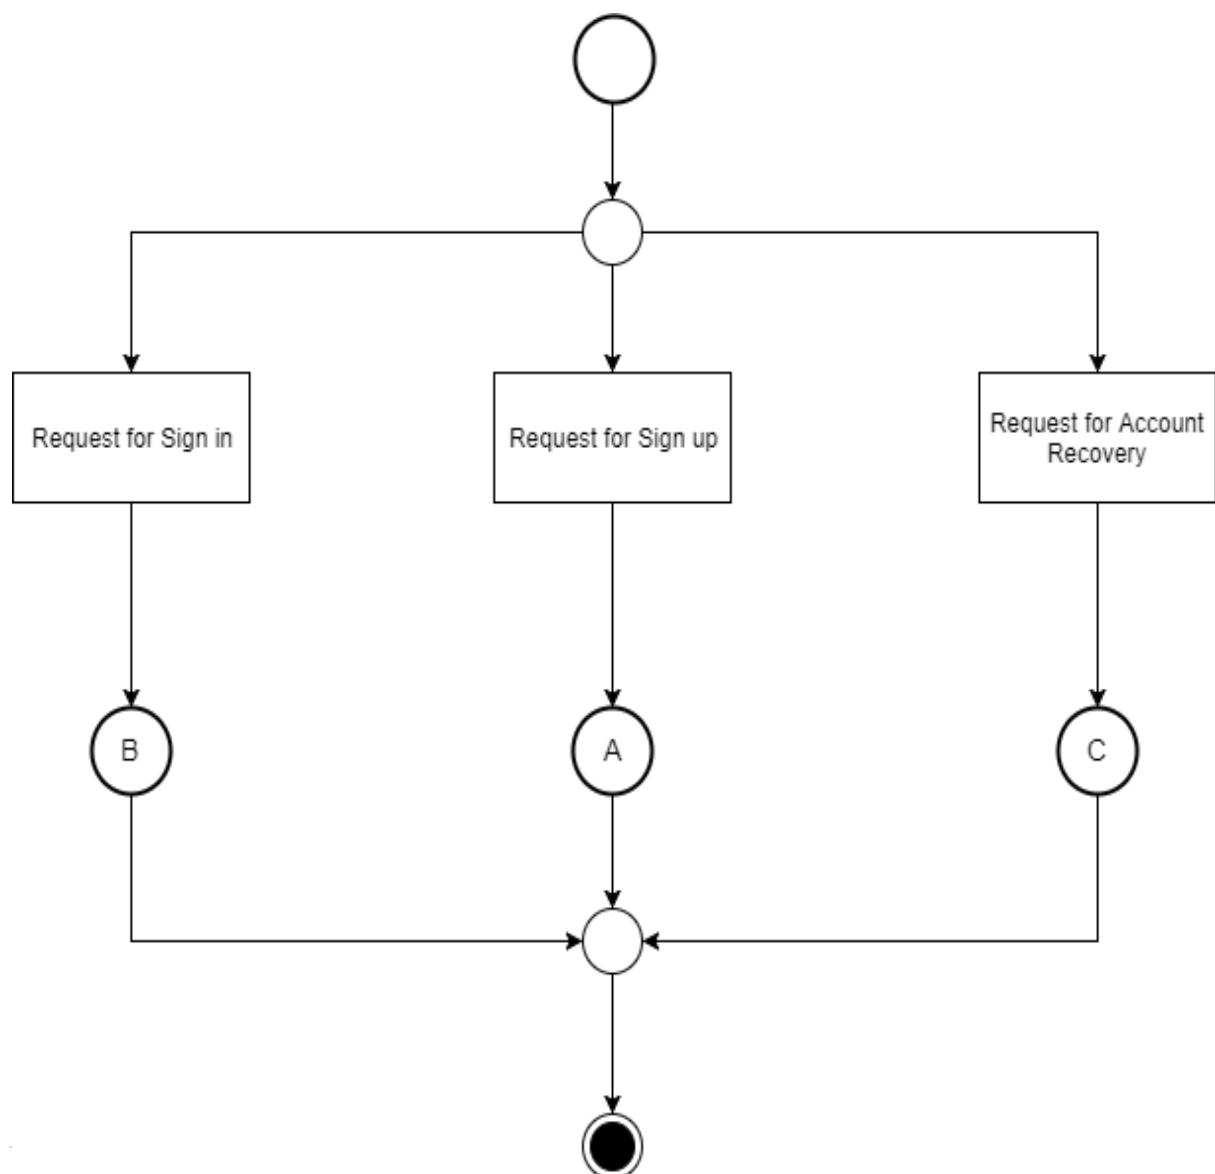 Request for Sign in
Request for Sign up
Request for Account
Recovery
B
A
C